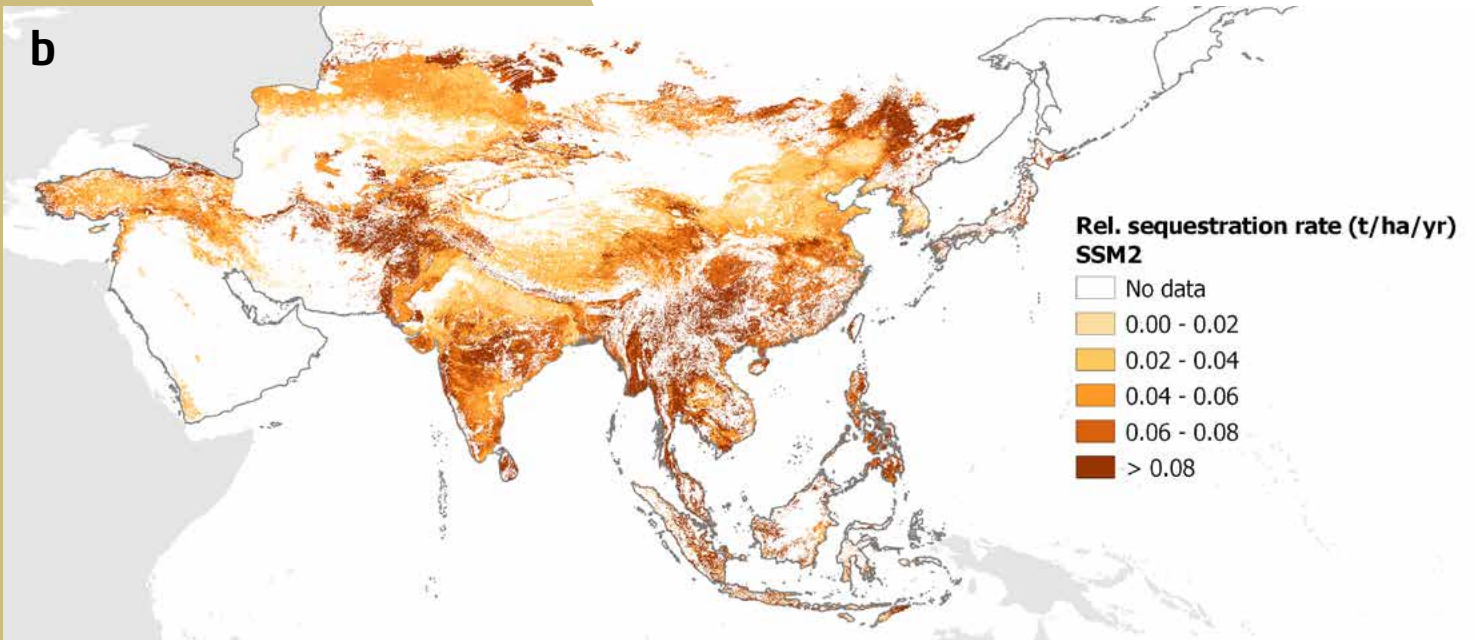 b
Rel. sequestration rate (t/ha/yr)
SSM2
No data
0.00 - 0.02
0.02 - 0.04
0.04 - 0.06
0.06 - 0.08
> 0.08